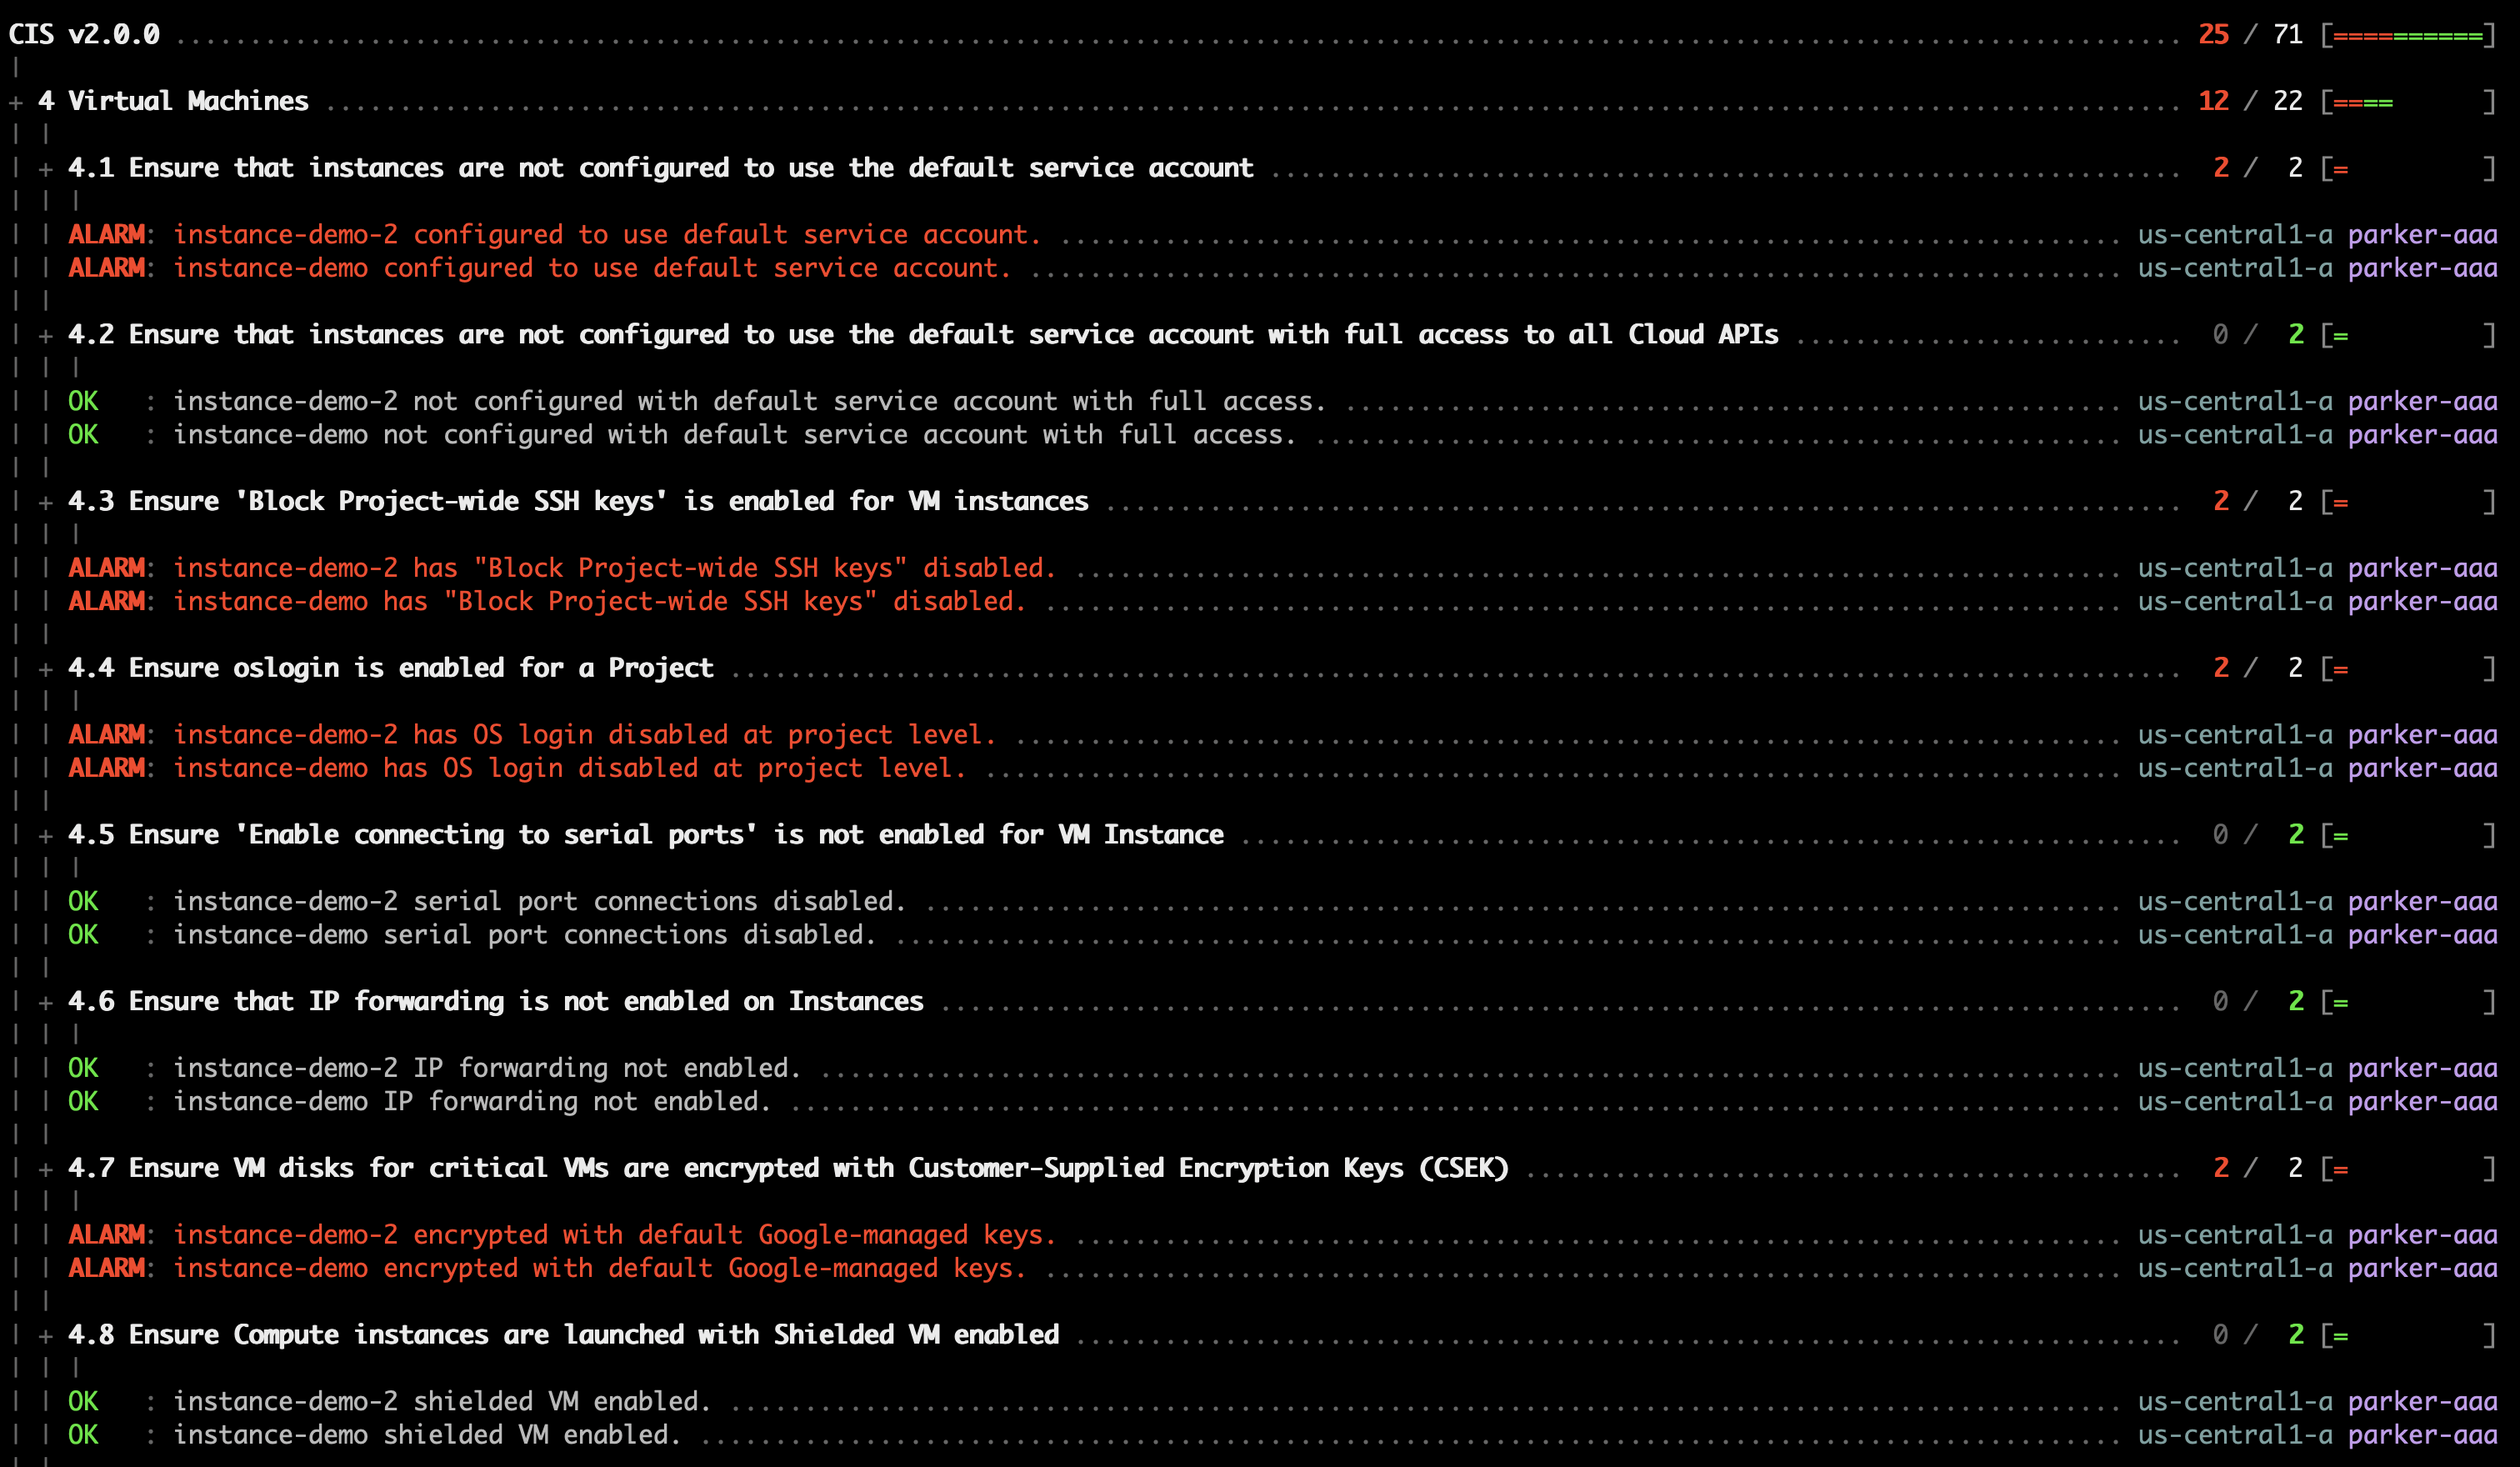 CIS v2.0.0 ........................................ 25 / 71 [==========]
|
+ 4 Virtual Machines ........................................ 12 / 22 [==== ]
| |
| + 4.1 Ensure that instances are not configured to use the default service account ........................................ 2 / 2 [= ]
| | |
| | ALARM: instance-demo-2 configured to use default service account. ........................................ us-central1-a parker-aaa
| | ALARM: instance-demo configured to use default service account. ........................................ us-central1-a parker-aaa
| |
| + 4.2 Ensure that instances are not configured to use the default service account with full access to all Cloud APIs .......................... 0 / 2 [= ]
| | |
| | OK : instance-demo-2 not configured with default service account with full access. ........................................ us-central1-a parker-aaa
| | OK : instance-demo not configured with default service account with full access. ........................................ us-central1-a parker-aaa
| |
| + 4.3 Ensure 'Block Project-wide SSH keys' is enabled for VM instances ........................................ 2 / 2 [= ]
| | |
| | ALARM: instance-demo-2 has "Block Project-wide SSH keys" disabled. ........................................ us-central1-a parker-aaa
| | ALARM: instance-demo has "Block Project-wide SSH keys" disabled. ........................................ us-central1-a parker-aaa
| |
| + 4.4 Ensure oslogin is enabled for a Project ........................................ 2 / 2 [= ]
| | |
| | ALARM: instance-demo-2 has OS login disabled at project level. ........................................ us-central1-a parker-aaa
| | ALARM: instance-demo has OS login disabled at project level. ........................................ us-central1-a parker-aaa
| |
| + 4.5 Ensure 'Enable connecting to serial ports' is not enabled for VM Instance ........................................ 0 / 2 [= ]
| | |
| | OK : instance-demo-2 serial port connections disabled. ........................................ us-central1-a parker-aaa
| | OK : instance-demo serial port connections disabled. ........................................ us-central1-a parker-aaa
| |
| + 4.6 Ensure that IP forwarding is not enabled on Instances ........................................ 0 / 2 [= ]
| | |
| | OK : instance-demo-2 IP forwarding not enabled. ........................................ us-central1-a parker-aaa
| | OK : instance-demo IP forwarding not enabled. ........................................ us-central1-a parker-aaa
| |
| + 4.7 Ensure VM disks for critical VMs are encrypted with Customer-Supplied Encryption Keys (CSEK) ........................................ 2 / 2 [= ]
| | |
| | ALARM: instance-demo-2 encrypted with default Google-managed keys. ........................................ us-central1-a parker-aaa
| | ALARM: instance-demo encrypted with default Google-managed keys. ........................................ us-central1-a parker-aaa
| |
| + 4.8 Ensure Compute instances are launched with Shielded VM enabled ........................................ 0 / 2 [= ]
| | |
| | OK : instance-demo-2 shielded VM enabled. ........................................ us-central1-a parker-aaa
| | OK : instance-demo shielded VM enabled. ........................................ us-central1-a parker-aaa
| |